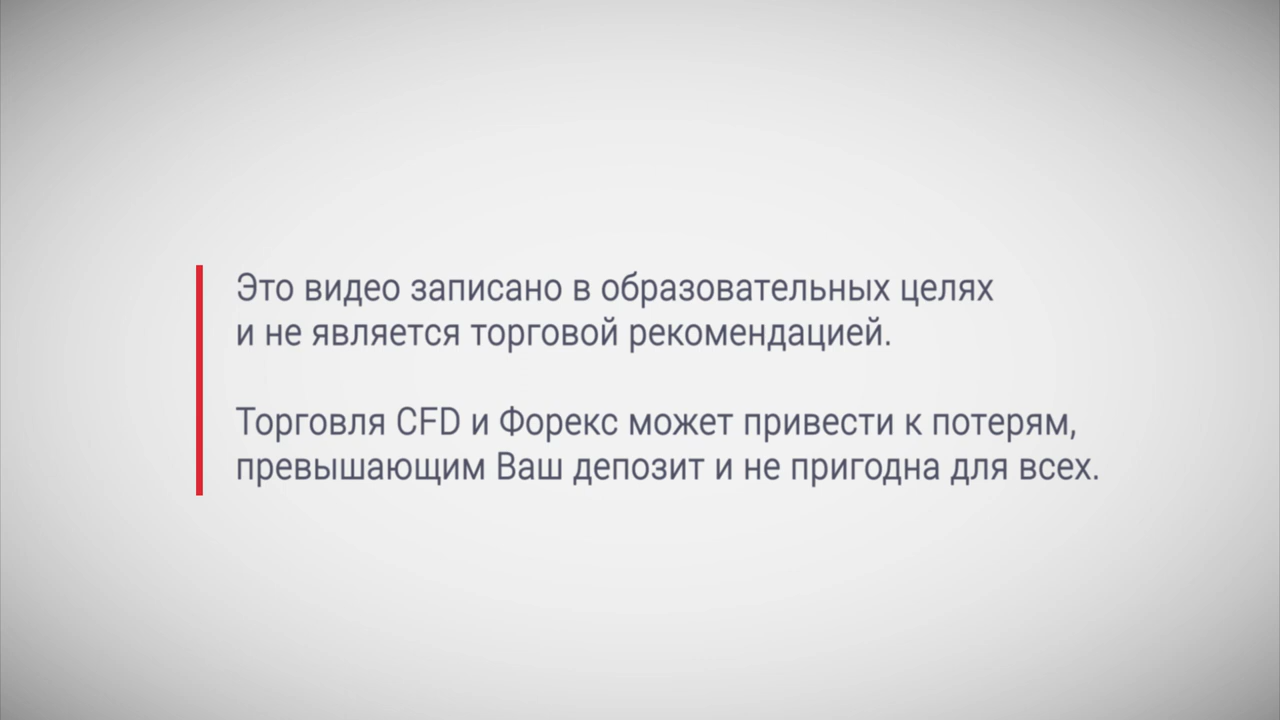 Это видео записано в образовательных целях
и не является торговой рекомендацией.
Торговля CFD и Форекс может привести к потерям,
превышающим Ваш депозит и не пригодна для всех.